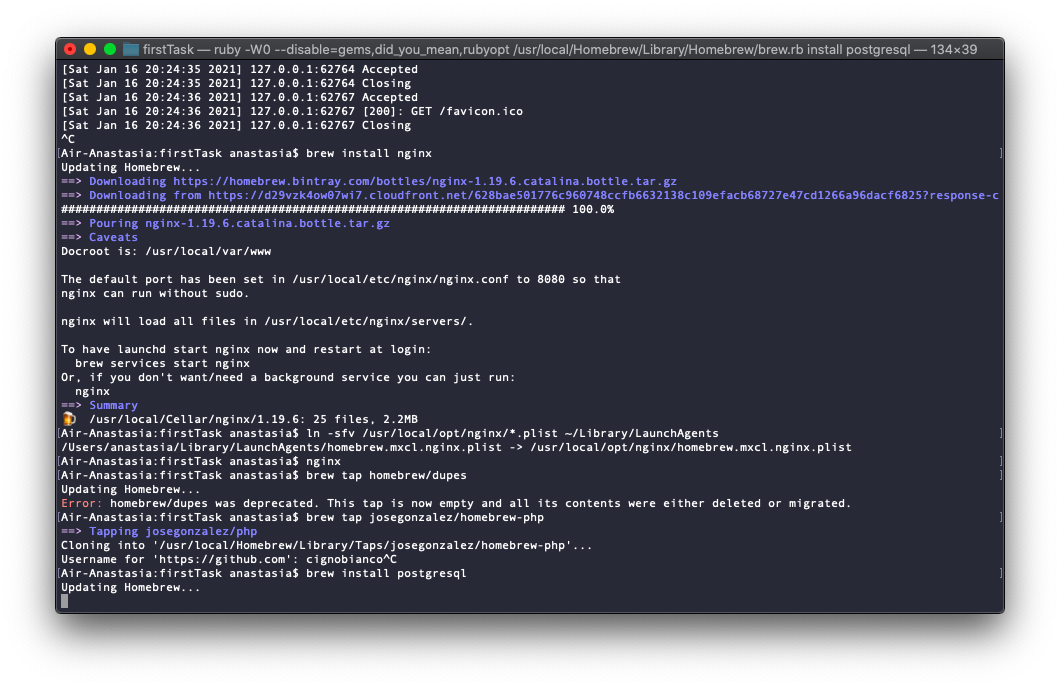 firstTask — ruby -W0 --disable=gems,did_you_mean,rubyopt /usr/local/Homebrew/Library/Homebrew/brew.rb install postgresql — 134×39
[Sat Jan 16 20:24:35 2021] 127.0.0.1:62764 Accepted
[Sat Jan 16 20:24:35 2021] 127.0.0.1:62764 Closing
[Sat Jan 16 20:24:36 2021] 127.0.0.1:62767 Accepted
[Sat Jan 16 20:24:36 2021] 127.0.0.1:62767 [200]: GET /favicon.ico
[Sat Jan 16 20:24:36 2021] 127.0.0.1:62767 Closing
^C
[Air-Anastasia:firstTask anastasia$ brew install nginx ]
Updating Homebrew...
==> Downloading https://homebrew.bintray.com/bottles/nginx-1.19.6.catalina.bottle.tar.gz
==> Downloading from https://d29vzk4ow07wi7.cloudfront.net/628bae501776c960748ccfb6632138c109efacb68727e47cd1266a96dacf6825?response-c
######################################################################## 100.0%
==> Pouring nginx-1.19.6.catalina.bottle.tar.gz
==> Caveats
Docroot is: /usr/local/var/www
The default port has been set in /usr/local/etc/nginx/nginx.conf to 8080 so that
nginx can run without sudo.
nginx will load all files in /usr/local/etc/nginx/servers/.
To have launchd start nginx now and restart at login:
  brew services start nginx
Or, if you don't want/need a background service you can just run:
  nginx
==> Summary
🍺  /usr/local/Cellar/nginx/1.19.6: 25 files, 2.2MB
[Air-Anastasia:firstTask anastasia$ ln -sfv /usr/local/opt/nginx/*.plist ~/Library/LaunchAgents ]
/Users/anastasia/Library/LaunchAgents/homebrew.mxcl.nginx.plist -> /usr/local/opt/nginx/homebrew.mxcl.nginx.plist
[Air-Anastasia:firstTask anastasia$ nginx ]
[Air-Anastasia:firstTask anastasia$ brew tap homebrew/dupes ]
Updating Homebrew...
Error: homebrew/dupes was deprecated. This tap is now empty and all its contents were either deleted or migrated.
[Air-Anastasia:firstTask anastasia$ brew tap josegonzalez/homebrew-php ]
==> Tapping josegonzalez/php
Cloning into '/usr/local/Homebrew/Library/Taps/josegonzalez/homebrew-php'...
Username for 'https://github.com': cignobianco^C
[Air-Anastasia:firstTask anastasia$ brew install postgresql ]
Updating Homebrew...